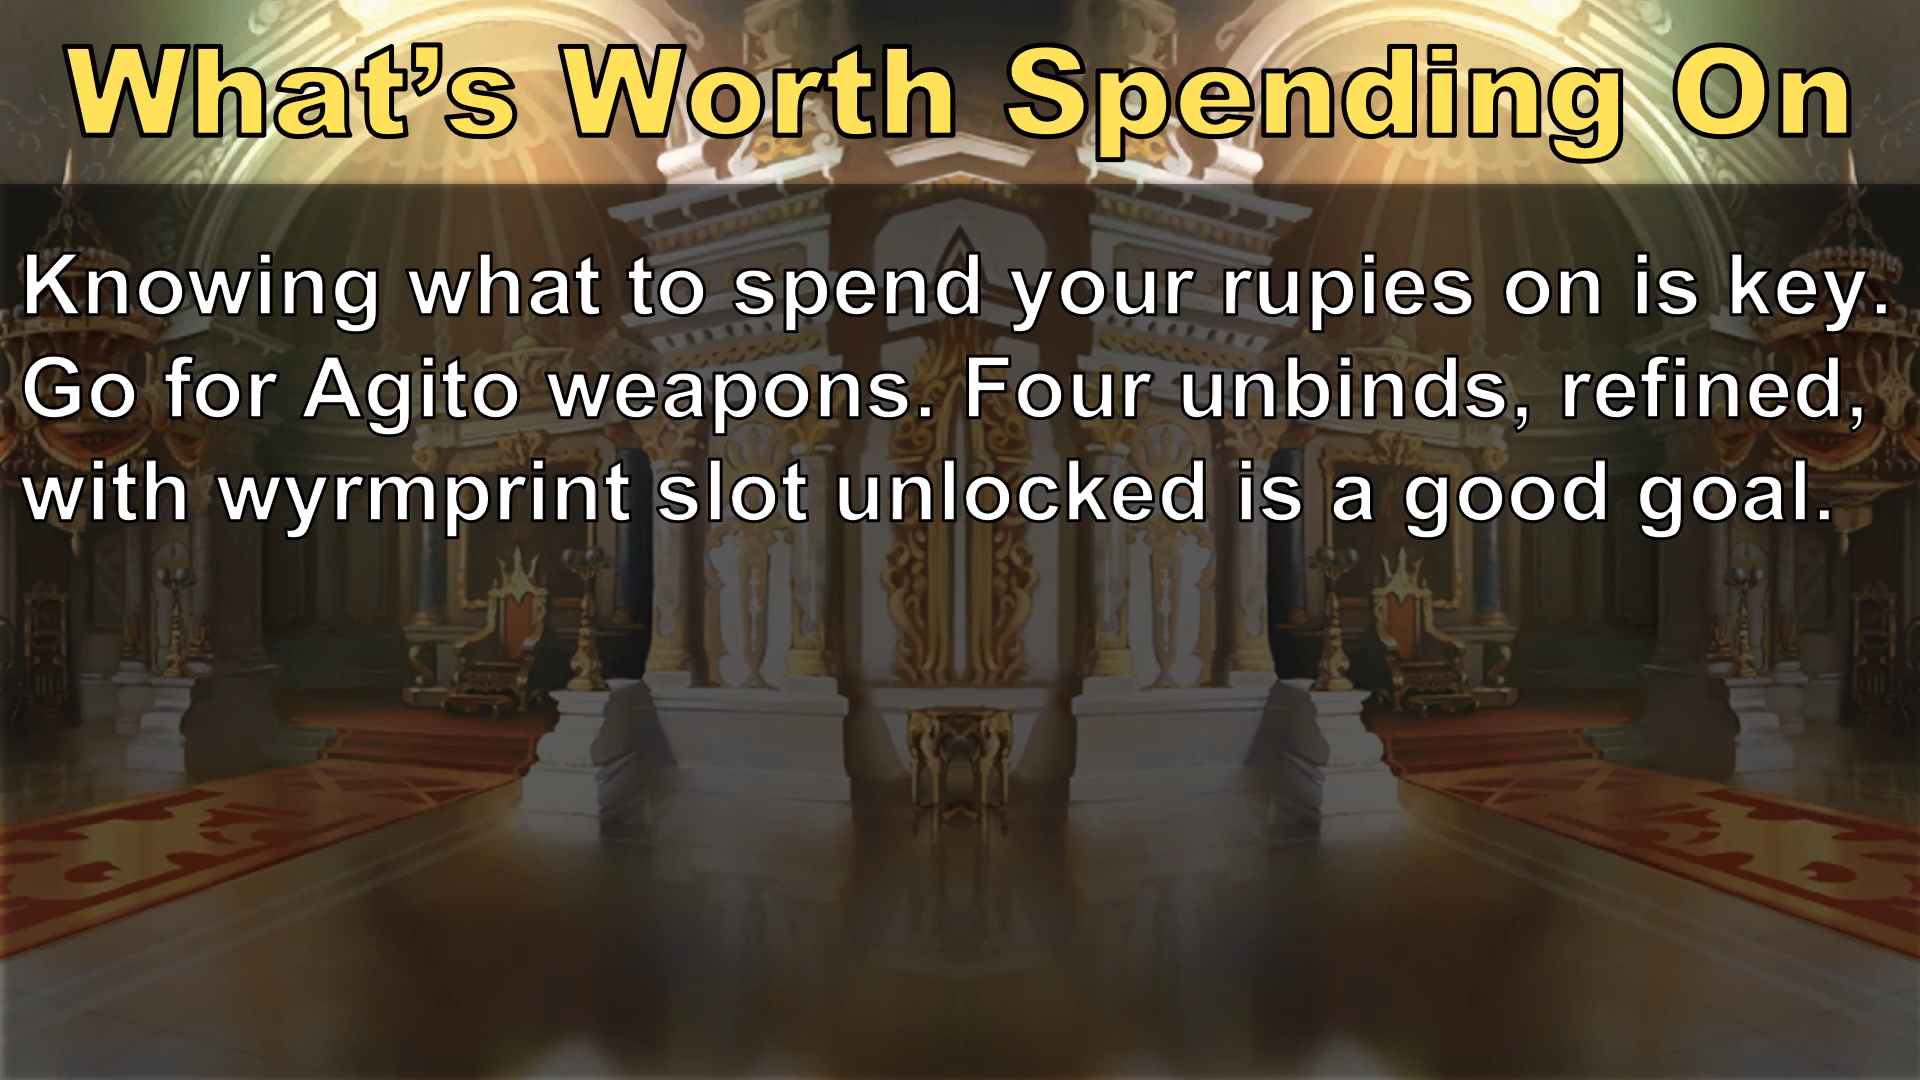 What’s Worth Spending On
Knowing what to spend your rupies on is key.
Go for Agito weapons. Four unbinds, refined,
with wyrmprint slot unlocked is a good goal.